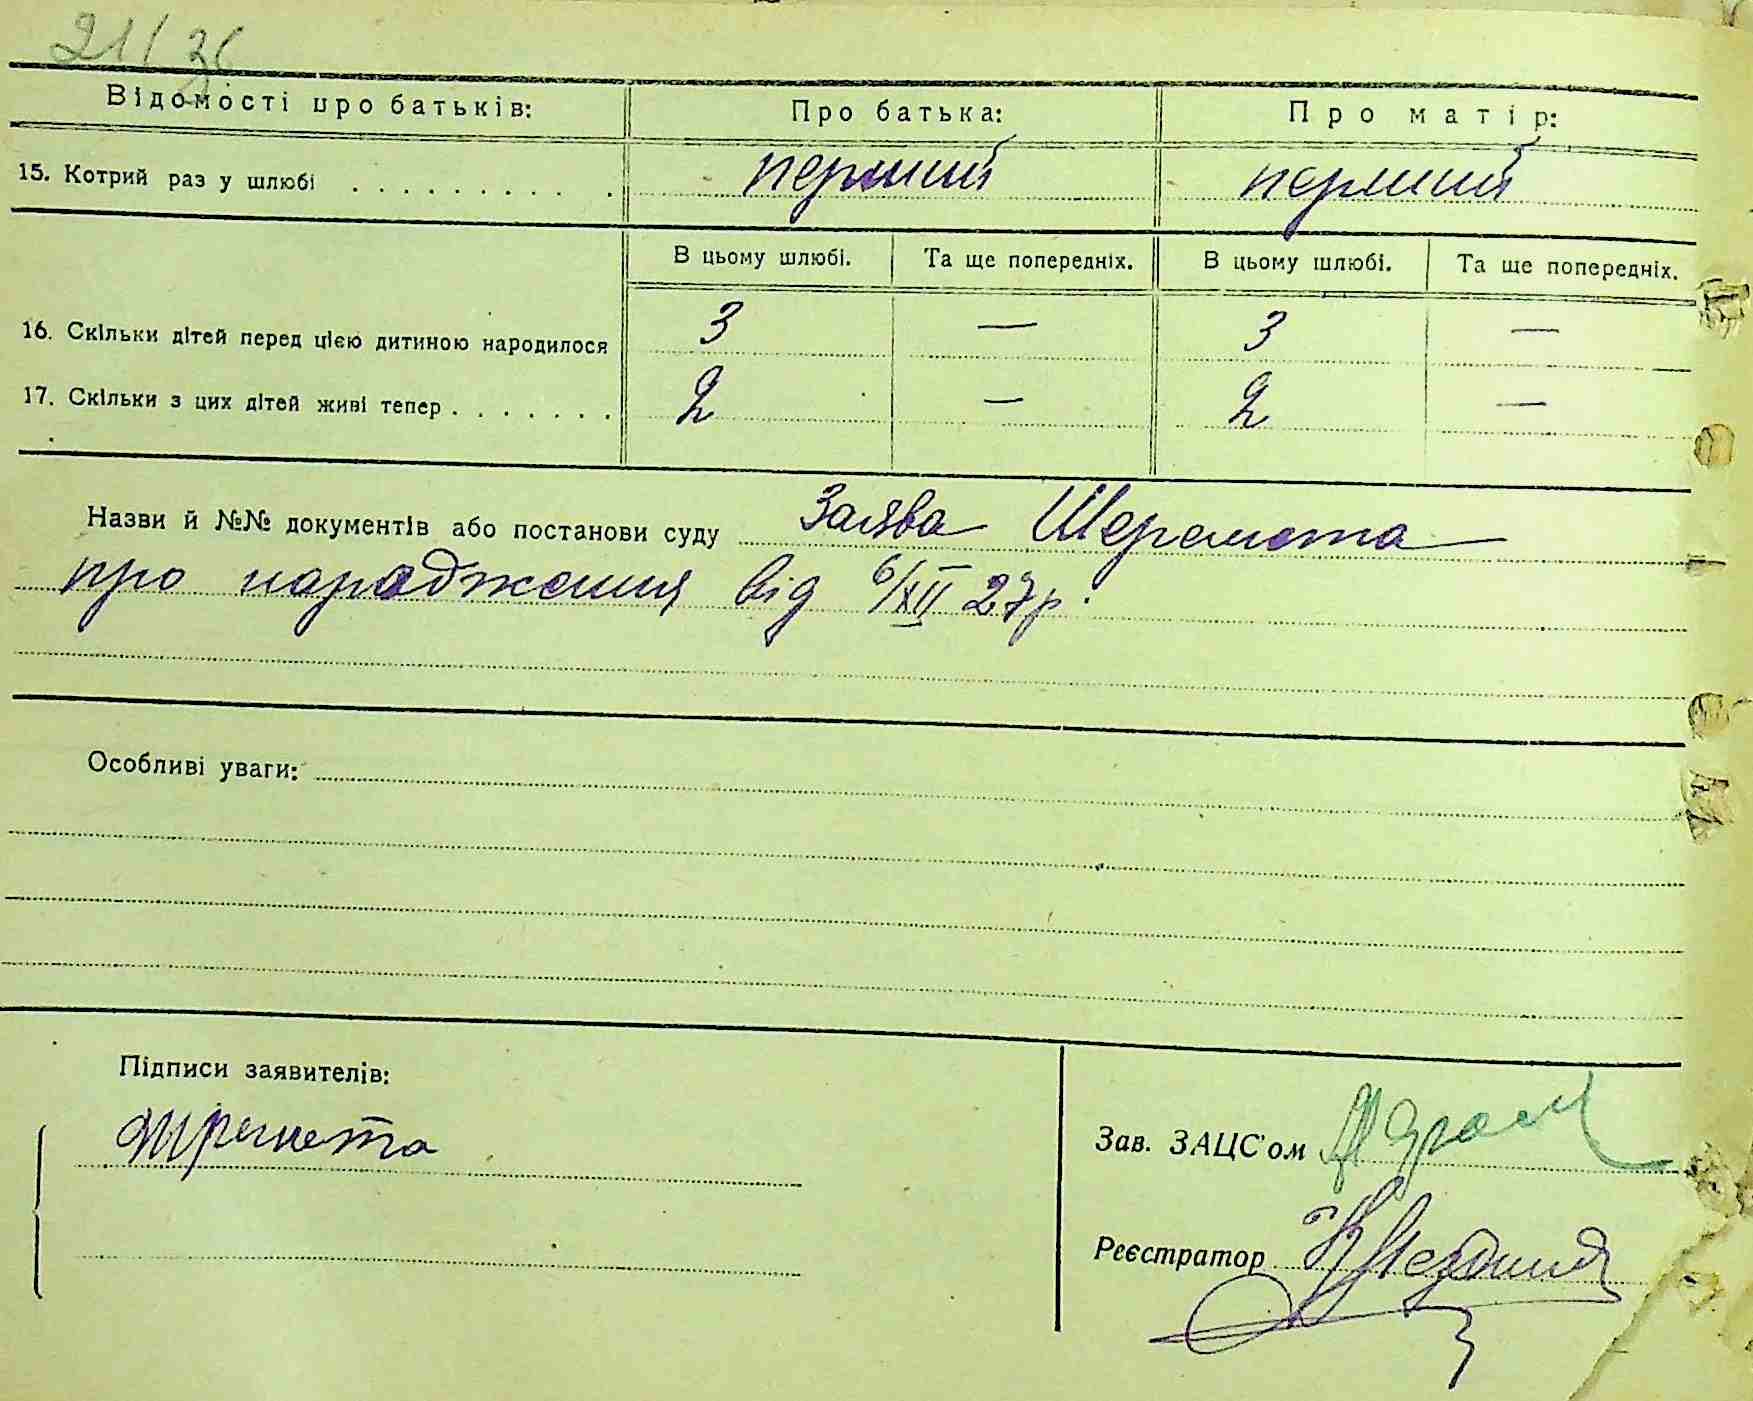 21/36
Відомості про батьків: Про батька: Про матір:
15. Котрий раз у шлюбі . . . . . . . . . . перший перший
В цьому шлюбі. Та ще попередніх. В цьому шлюбі. Та ще попередніх.
16. Скільки дітей перед цією дитиною народилося 3 — 3 —
17. Скільки з цих дітей живі тепер . . . . . . . 2 — 2 —
Назви й №№ документів або постанови суду Заява Шеремета
про народження від 6/XII 27р.
Особливі уваги:
Підписи заявителів:
Шеремета
Зав. ЗАЦС'ом
Реєстратор